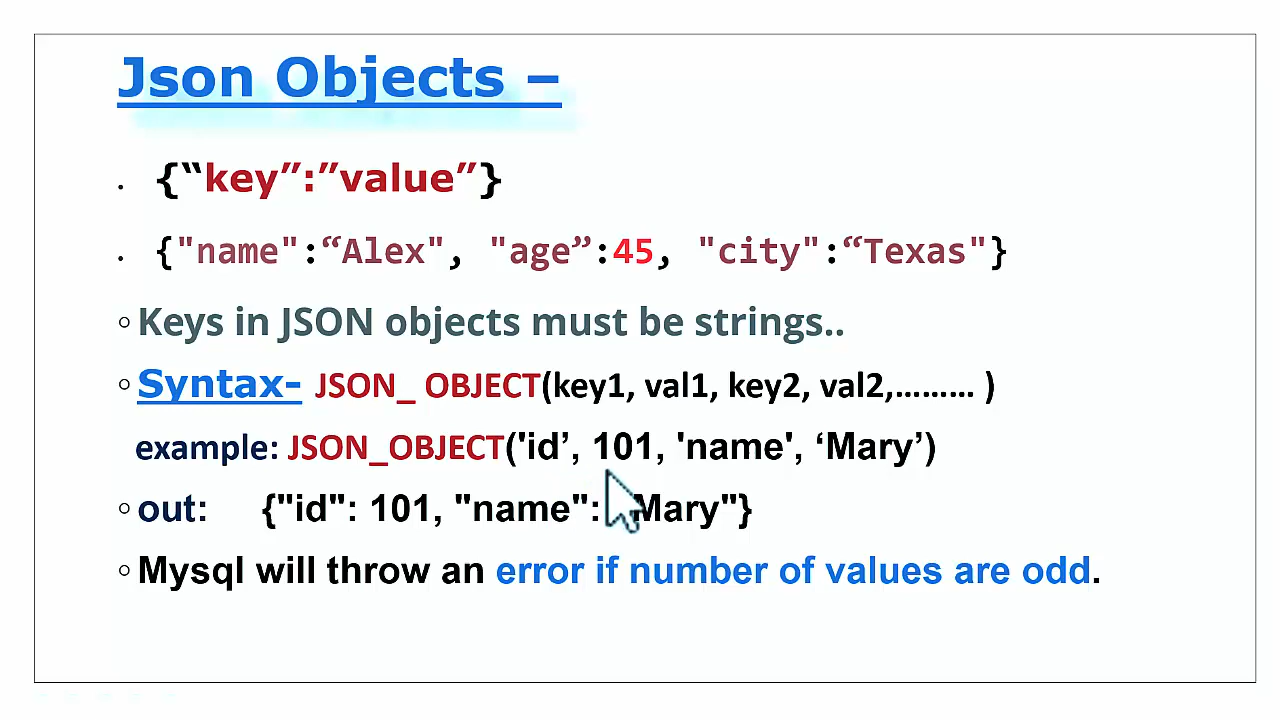 Json Objects –
• {“key”:”value”}
• {"name":“Alex", "age”:45, "city":“Texas"}
◦Keys in JSON objects must be strings..
◦Syntax- JSON_ OBJECT(key1, val1, key2, val2,……… )
example: JSON_OBJECT('id’, 101, 'name', ‘Mary’)
◦out: {"id": 101, "name": Mary"}
◦Mysql will throw an error if number of values are odd.